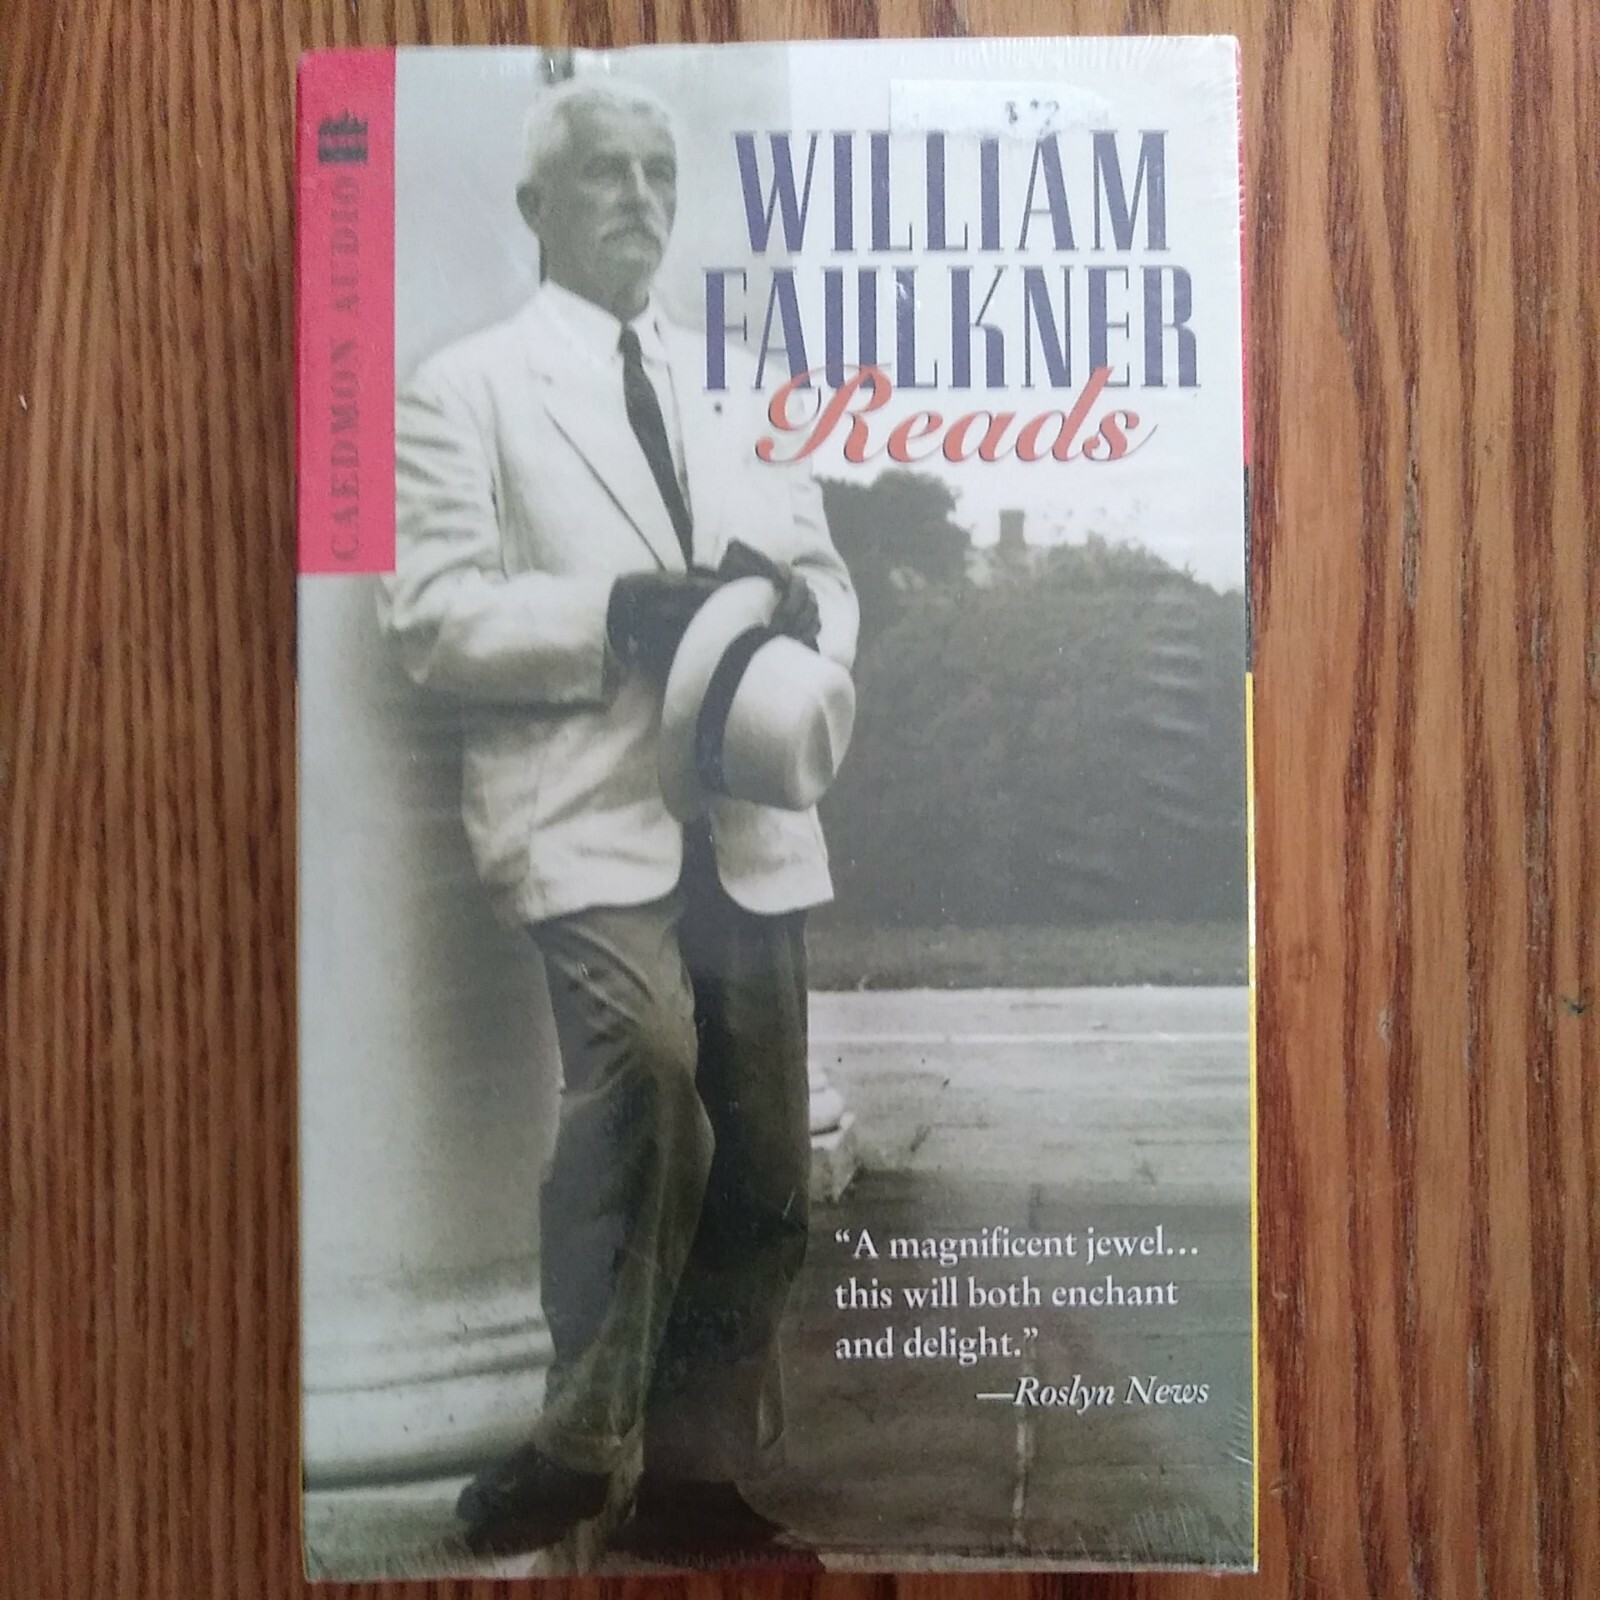 CAEDMON AUDIO
WILLIAM
FAULKNER
Reads
“A magnificent jewel...
this will both enchant
and delight.”
—Roslyn News